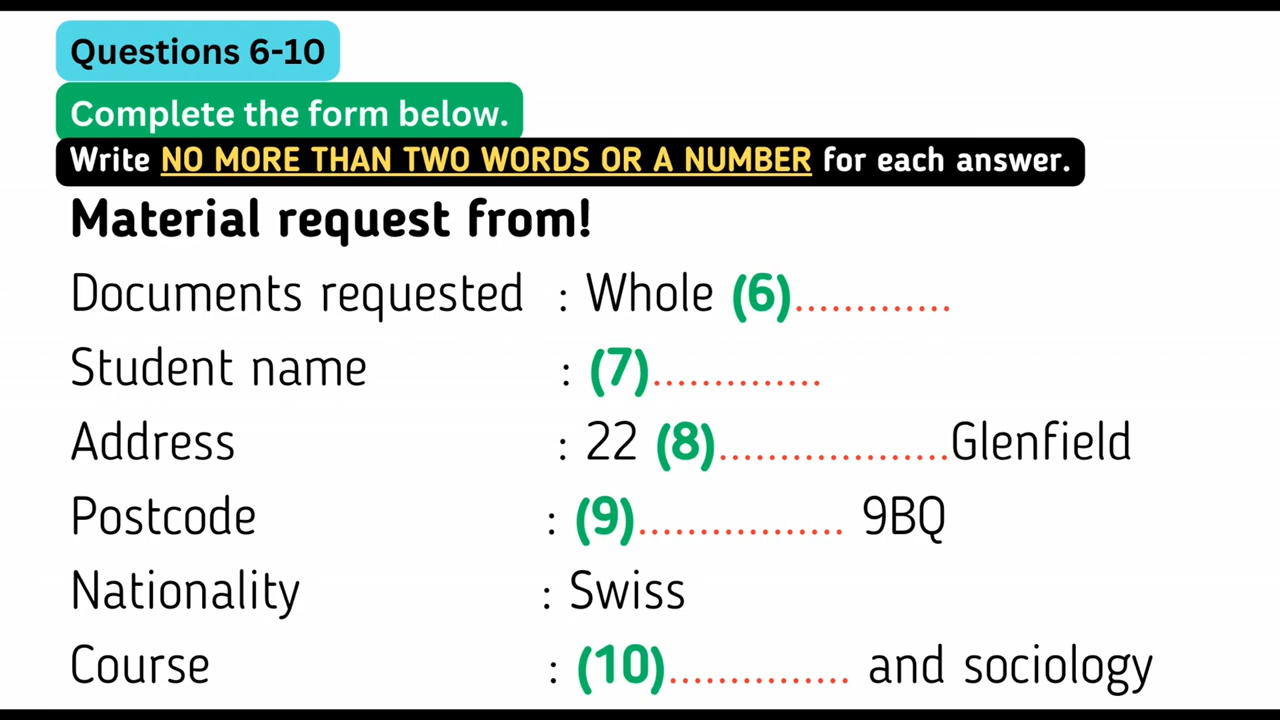 Questions 6-10
Complete the form below.
Write NO MORE THAN TWO WORDS OR A NUMBER for each answer.
Material request from!
Documents requested : Whole (6).............
Student name : (7)..............
Address : 22 (8)...................Glenfield
Postcode : (9)................. 9BQ
Nationality : Swiss
Course : (10)............... and sociology